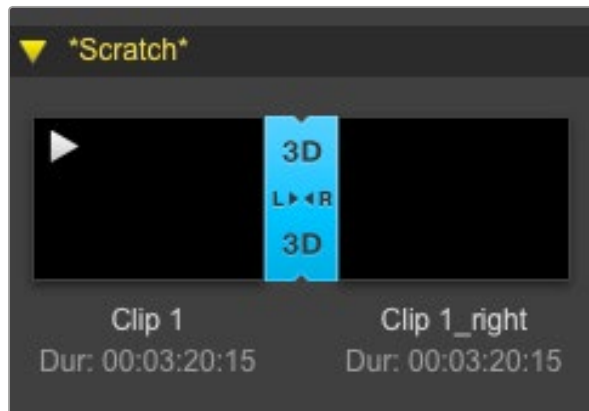 *Scratch*
3D
L R
3D
Clip 1 Clip 1_right
Dur: 00:03:20:15 Dur: 00:03:20:15